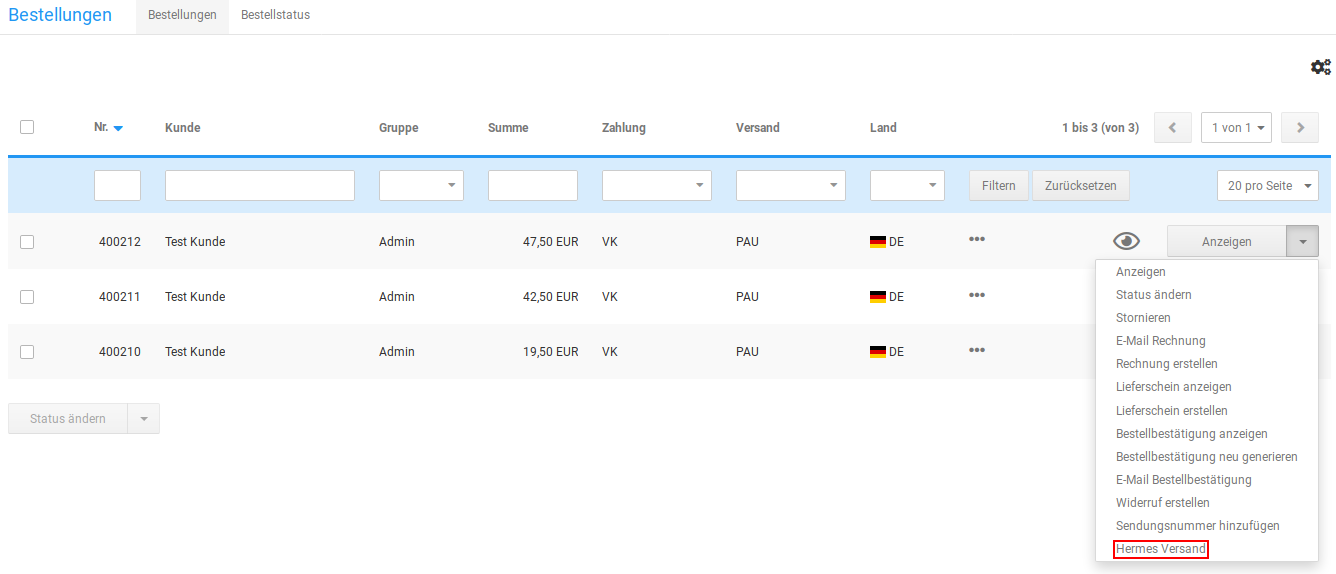 Bestellungen Bestellungen Bestellstatus
Nr. Kunde Gruppe Summe Zahlung Versand Land 1 bis 3 (von 3) 1 von 1
Filtern Zurücksetzen 20 pro Seite
400212 Test Kunde Admin 47,50 EUR VK PAU DE ••• Anzeigen
400211 Test Kunde Admin 42,50 EUR VK PAU DE •••
400210 Test Kunde Admin 19,50 EUR VK PAU DE •••
Anzeigen
Status ändern
Stornieren
E-Mail Rechnung
Rechnung erstellen
Lieferschein anzeigen
Lieferschein erstellen
Bestellbestätigung anzeigen
Bestellbestätigung neu generieren
E-Mail Bestellbestätigung
Widerruf erstellen
Sendungsnummer hinzufügen
Hermes Versand
Status ändern